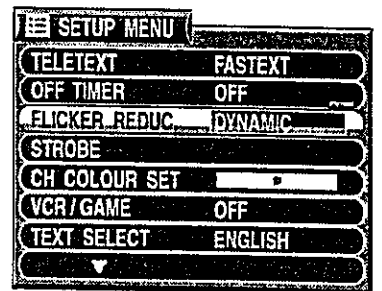 SETUP MENU
TELETEXT FASTEXT
OFF TIMER OFF
FLICKER REDUC DYNAMIC
STROBE
CH COLOUR SET
VCR / GAME OFF
TEXT SELECT ENGLISH